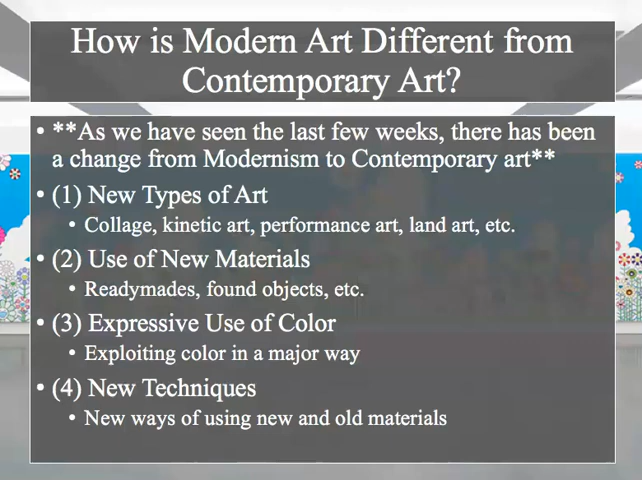 How is Modern Art Different from
Contemporary Art?
• **As we have seen the last few weeks, there has been
a change from Modernism to Contemporary art**
• (1) New Types of Art
• Collage, kinetic art, performance art, land art, etc.
• (2) Use of New Materials
• Readymades, found objects, etc.
• (3) Expressive Use of Color
• Exploiting color in a major way
• (4) New Techniques
• New ways of using new and old materials